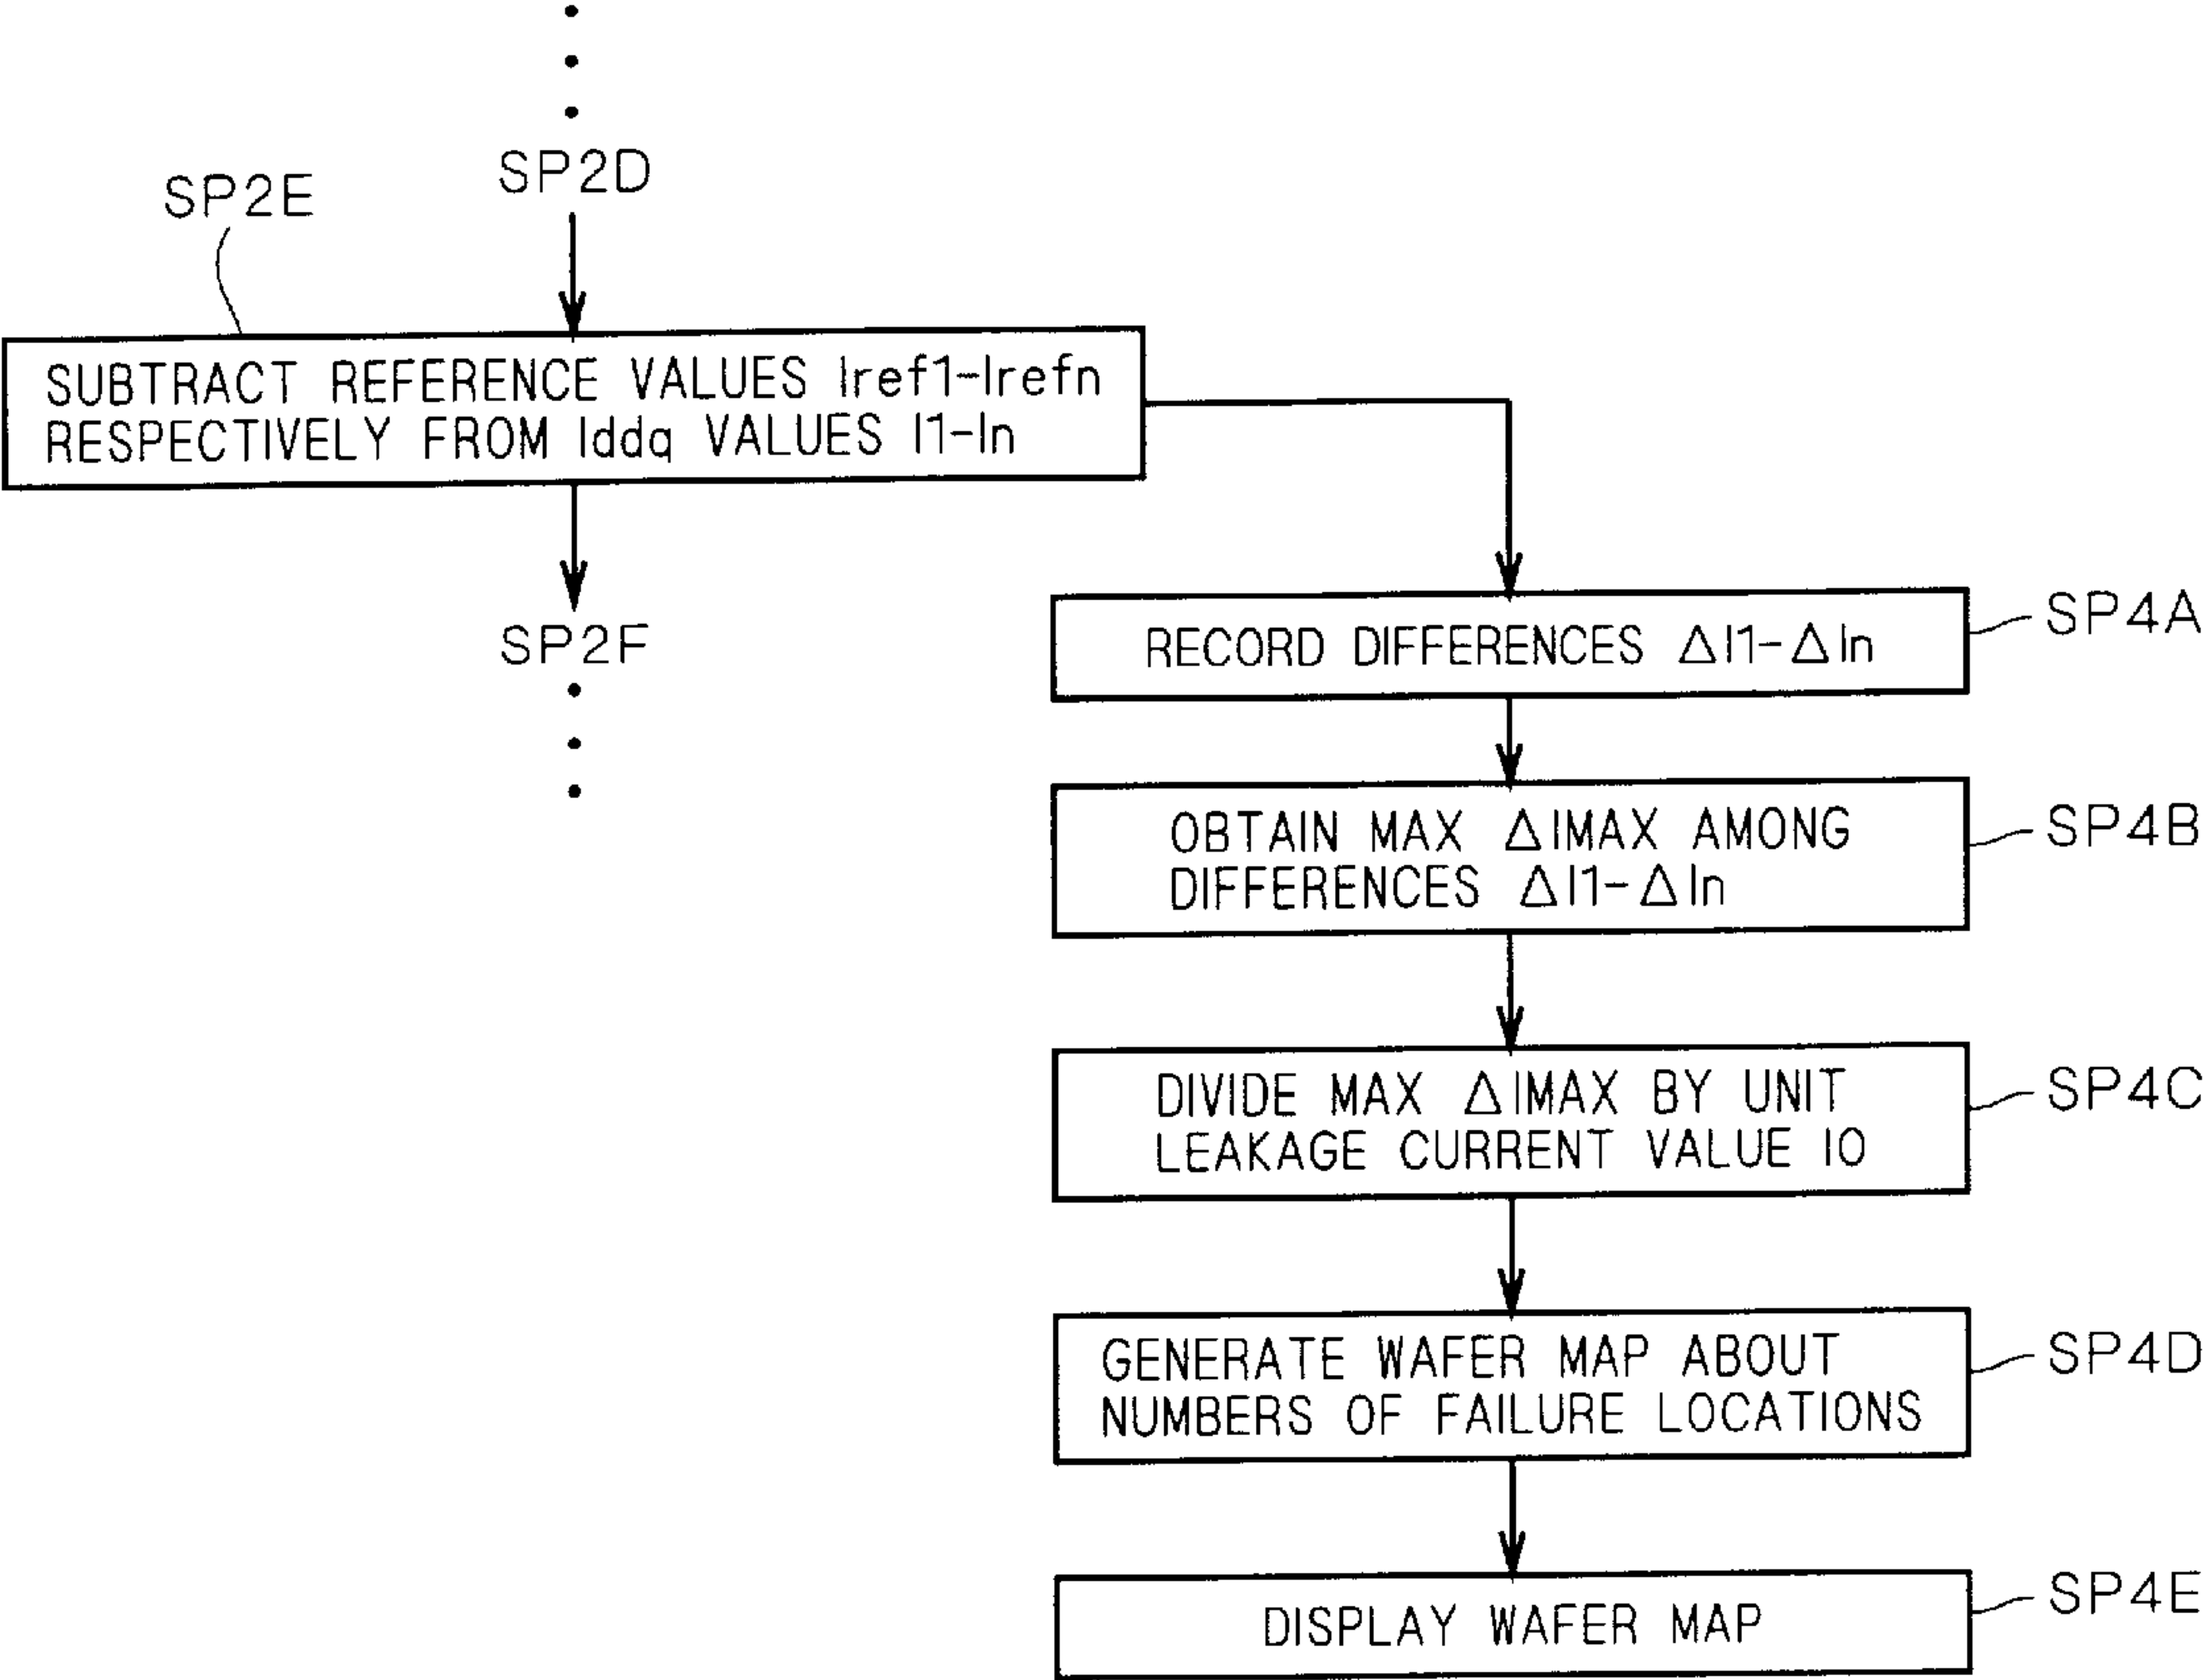 SP2D
SP2E
SUBTRACT REFERENCE VALUES Iref1-Irefn
RESPECTIVELY FROM Iddq VALUES I1-In
SP2F
RECORD DIFFERENCES ΔI1-ΔIn
SP4A
OBTAIN MAX ΔIMAX AMONG
DIFFERENCES ΔI1-ΔIn
SP4B
DIVIDE MAX ΔIMAX BY UNIT
LEAKAGE CURRENT VALUE I0
SP4C
GENERATE WAFER MAP ABOUT
NUMBERS OF FAILURE LOCATIONS
SP4D
DISPLAY WAFER MAP
SP4E